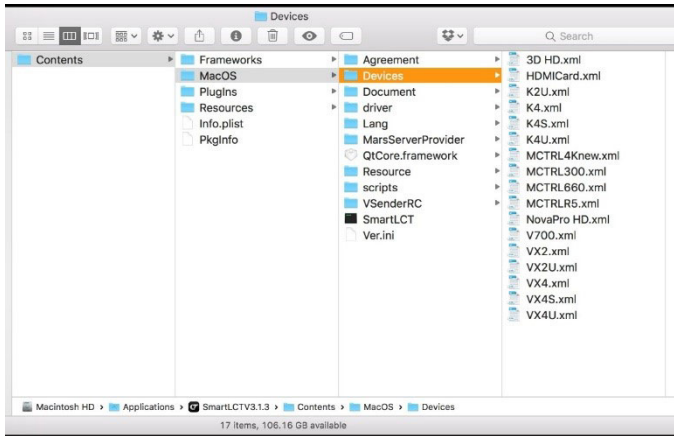 Devices
Search
Contents
Frameworks
MacOS
PlugIns
Resources
Info.plist
PkgInfo
Agreement
Devices
Document
driver
Lang
MarsServerProvider
QtCore.framework
Resource
scripts
VSenderRC
SmartLCT
Ver.ini
3D HD.xml
HDMICard.xml
K2U.xml
K4.xml
K4S.xml
K4U.xml
MCTRL4Knew.xml
MCTRL300.xml
MCTRL660.xml
MCTRLR5.xml
NovaPro HD.xml
V700.xml
VX2.xml
VX2U.xml
VX4.xml
VX4S.xml
VX4U.xml
Macintosh HD › Applications › SmartLCTV3.1.3 › Contents › MacOS › Devices
17 items, 106.16 GB available